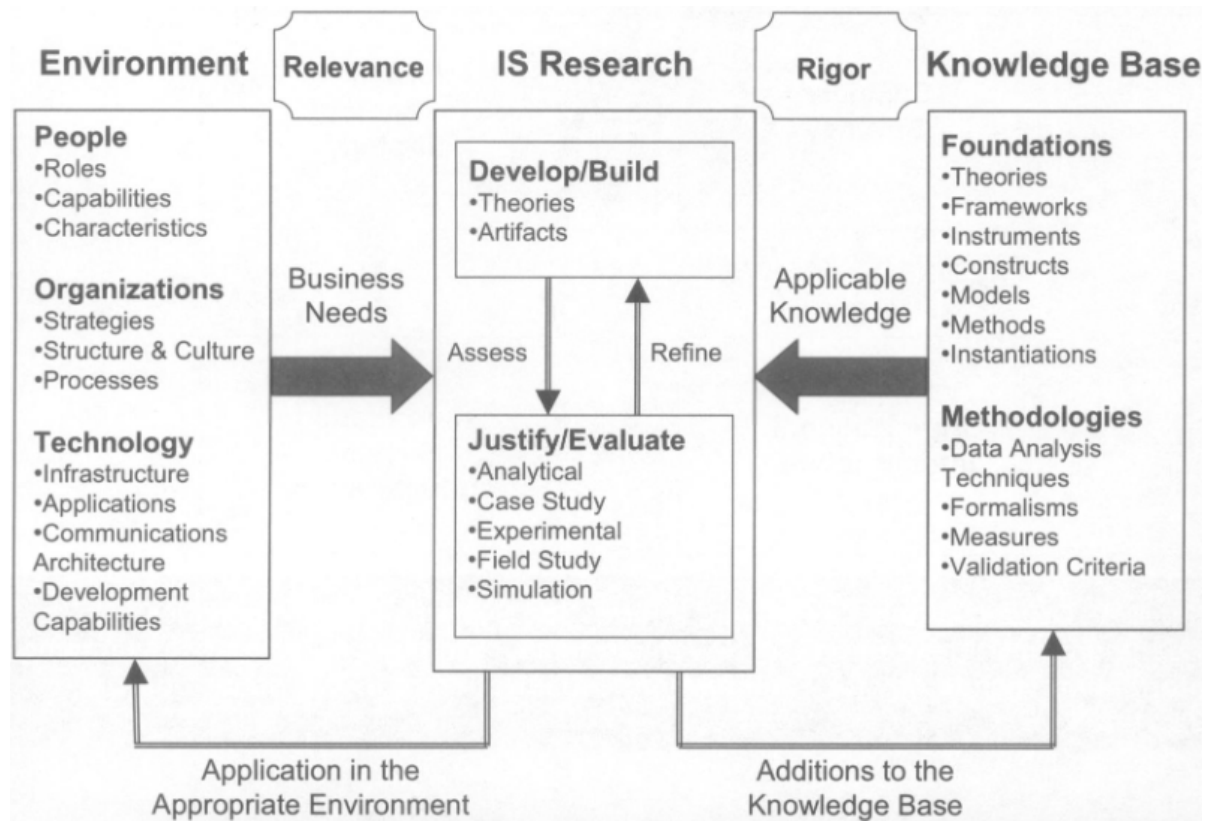 Environment
Relevance
IS Research
Rigor
Knowledge Base
People
•Roles
•Capabilities
•Characteristics
Organizations
•Strategies
•Structure & Culture
•Processes
Technology
•Infrastructure
•Applications
•Communications
Architecture
•Development
Capabilities
Business
Needs
Develop/Build
•Theories
•Artifacts
Assess
Refine
Justify/Evaluate
•Analytical
•Case Study
•Experimental
•Field Study
•Simulation
Applicable
Knowledge
Foundations
•Theories
•Frameworks
•Instruments
•Constructs
•Models
•Methods
•Instantiations
Methodologies
•Data Analysis
Techniques
•Formalisms
•Measures
•Validation Criteria
Application in the
Appropriate Environment
Additions to the
Knowledge Base